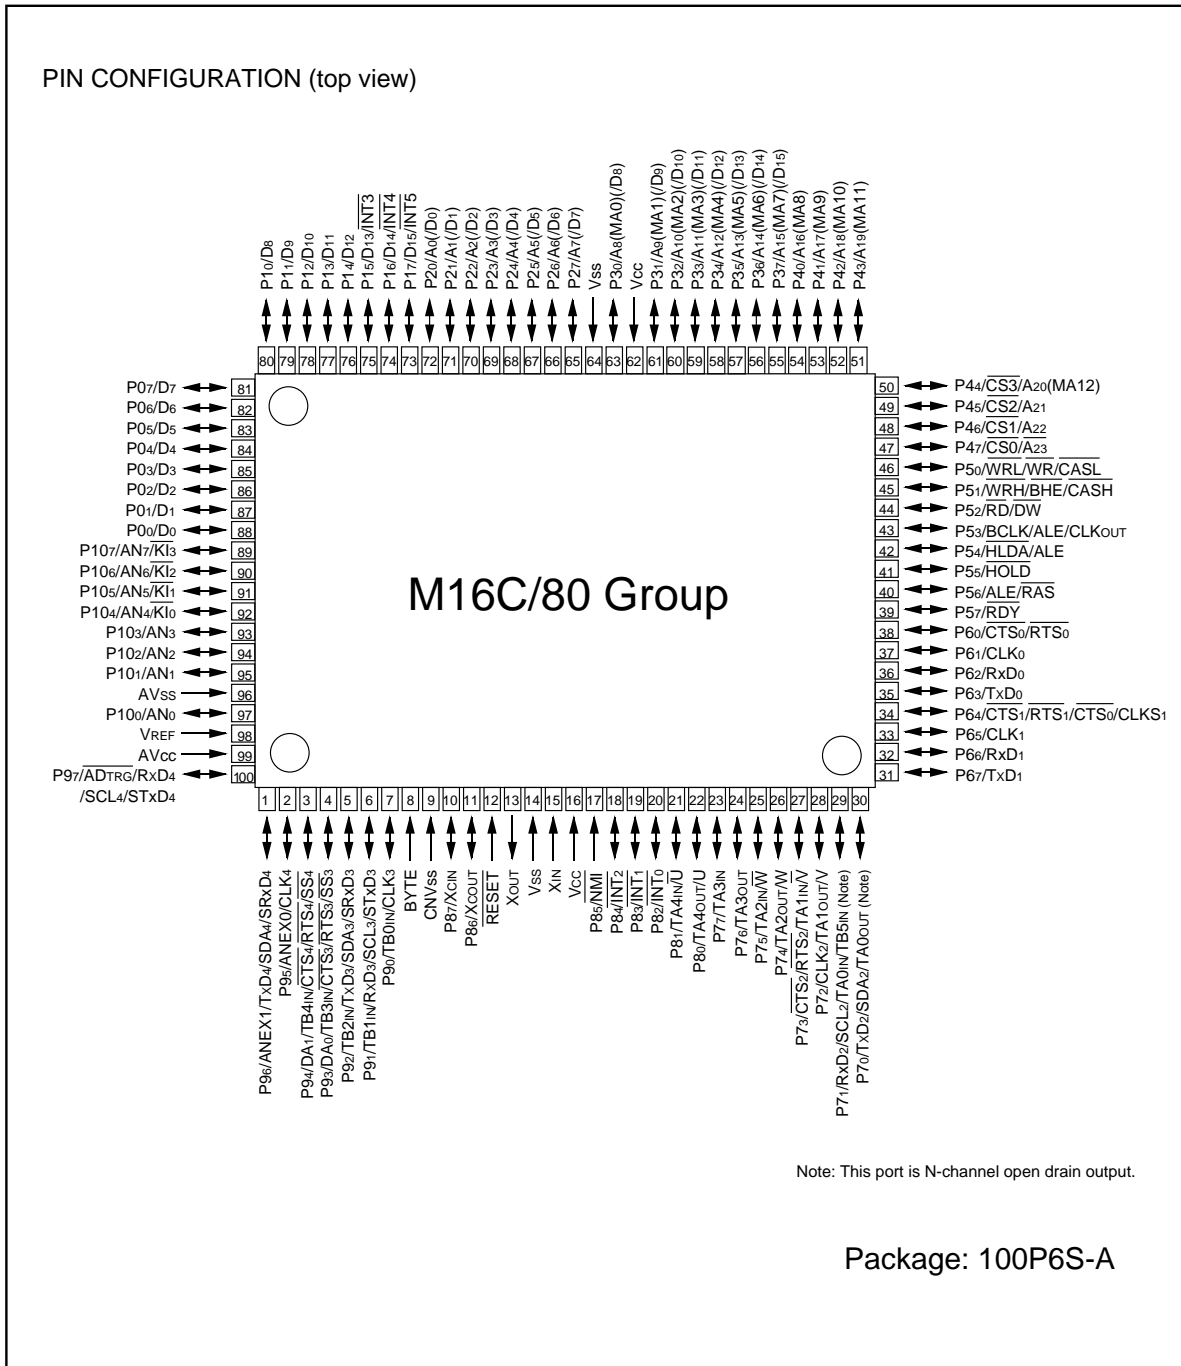 PIN CONFIGURATION (top view)
P10/D8
P11/D9
P12/D10
P13/D11
P14/D12
P15/D13/INT3
P16/D14/INT4
P17/D15/INT5
P20/A0(/D0)
P21/A1(/D1)
P22/A2(/D2)
P23/A3(/D3)
P24/A4(/D4)
P25/A5(/D5)
P26/A6(/D6)
P27/A7(/D7)
Vss
P30/A8(MA0)(/D8)
Vcc
P31/A9(MA1)(/D9)
P32/A10(MA2)(/D10)
P33/A11(MA3)(/D11)
P34/A12(MA4)(/D12)
P35/A13(MA5)(/D13)
P36/A14(MA6)(/D14)
P37/A15(MA7)(/D15)
P40/A16(MA8)
P41/A17(MA9)
P42/A18(MA10)
P43/A19(MA11)
80 79 78 77 76 75 74 73 72 71 70 69 68 67 66 65 64 63 62 61 60 59 58 57 56 55 54 53 52 51
P07/D7 81
P06/D6 82
P05/D5 83
P04/D4 84
P03/D3 85
P02/D2 86
P01/D1 87
P00/D0 88
P107/AN7/KI3 89
P106/AN6/KI2 90
P105/AN5/KI1 91
P104/AN4/KI0 92
P103/AN3 93
P102/AN2 94
P101/AN1 95
AVSS 96
P100/AN0 97
VREF 98
AVcc 99
P97/ADTRG/RxD4 100
/SCL4/STxD4
M16C/80 Group
50 P44/CS3/A20(MA12)
49 P45/CS2/A21
48 P46/CS1/A22
47 P47/CS0/A23
46 P50/WRL/WR/CASL
45 P51/WRH/BHE/CASH
44 P52/RD/DW
43 P53/BCLK/ALE/CLKOUT
42 P54/HLDA/ALE
41 P55/HOLD
40 P56/ALE/RAS
39 P57/RDY
38 P60/CTS0/RTS0
37 P61/CLK0
36 P62/RxD0
35 P63/TxD0
34 P64/CTS1/RTS1/CTS0/CLKS1
33 P65/CLK1
32 P66/RxD1
31 P67/TxD1
1 2 3 4 5 6 7 8 9 10 11 12 13 14 15 16 17 18 19 20 21 22 23 24 25 26 27 28 29 30
P96/ANEX1/TxD4/SDA4/SRxD4
P95/ANEX0/CLK4
P94/DA1/TB4IN/CTS4/RTS4/SS4
P93/DA0/TB3IN/CTS3/RTS3/SS3
P92/TB2IN/TxD3/SDA3/SRxD3
P91/TB1IN/RxD3/SCL3/STxD3
P90/TB0IN/CLK3
BYTE
CNVss
P87/XCIN
P86/XCOUT
RESET
XOUT
VSS
XIN
VCC
P85/NMI
P84/INT2
P83/INT1
P82/INT0
P81/TA4IN/U
P80/TA4OUT/U
P77/TA3IN
P76/TA3OUT
P75/TA2IN/W
P74/TA2OUT/W
P73/CTS2/RTS2/TA1IN/V
P72/CLK2/TA1OUT/V
P71/RxD2/SCL2/TA0IN/TB5IN (Note)
P70/TxD2/SDA2/TA0OUT (Note)
Note: This port is N-channel open drain output.
Package: 100P6S-A